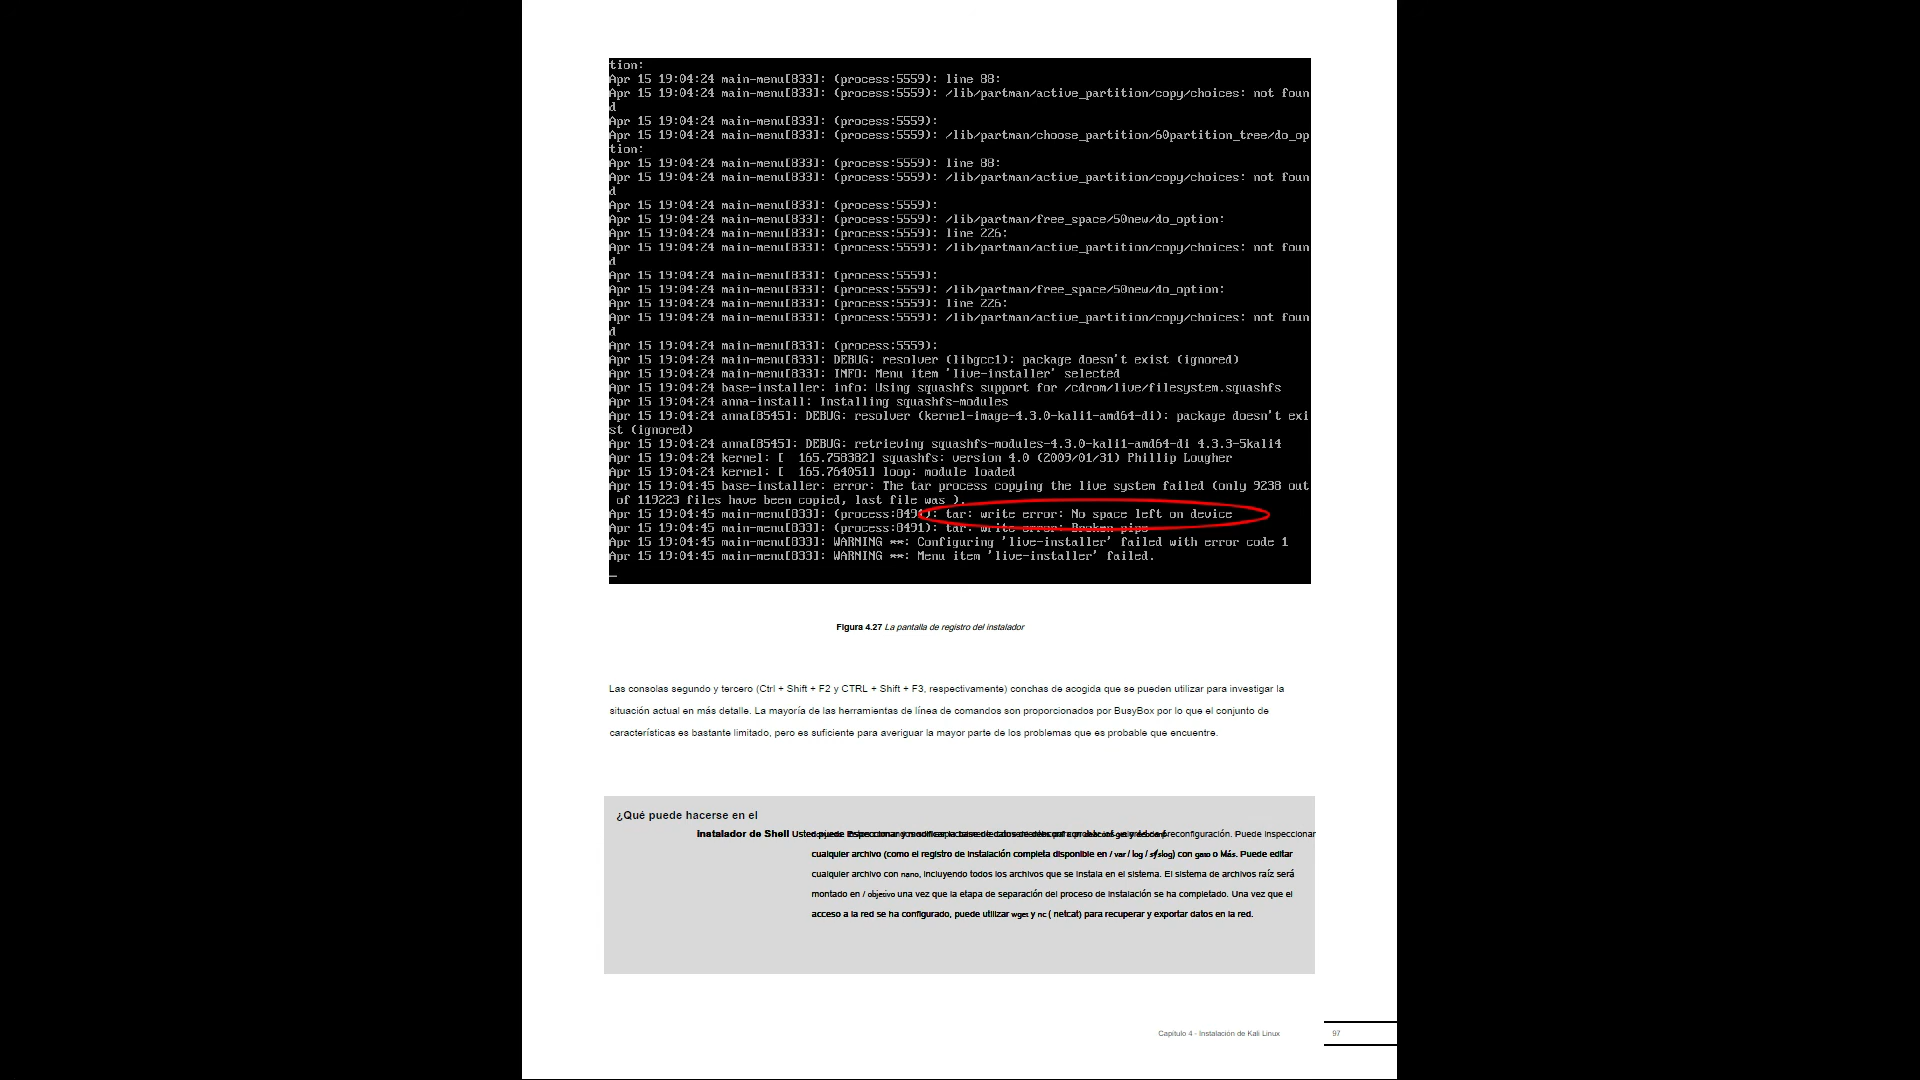 tion:
Apr 15 19:04:24 main-menu[833]: (process:5559): line 88:
Apr 15 19:04:24 main-menu[833]: (process:5559): /lib/partman/active_partition/copy/choices: not foun
d
Apr 15 19:04:24 main-menu[833]: (process:5559):
Apr 15 19:04:24 main-menu[833]: (process:5559): /lib/partman/choose_partition/60partition_tree/do_op
tion:
Apr 15 19:04:24 main-menu[833]: (process:5559): line 88:
Apr 15 19:04:24 main-menu[833]: (process:5559): /lib/partman/active_partition/copy/choices: not foun
d
Apr 15 19:04:24 main-menu[833]: (process:5559):
Apr 15 19:04:24 main-menu[833]: (process:5559): /lib/partman/free_space/50new/do_option:
Apr 15 19:04:24 main-menu[833]: (process:5559): line 226:
Apr 15 19:04:24 main-menu[833]: (process:5559): /lib/partman/active_partition/copy/choices: not foun
d
Apr 15 19:04:24 main-menu[833]: (process:5559):
Apr 15 19:04:24 main-menu[833]: (process:5559): /lib/partman/free_space/50new/do_option:
Apr 15 19:04:24 main-menu[833]: (process:5559): line 226:
Apr 15 19:04:24 main-menu[833]: (process:5559): /lib/partman/active_partition/copy/choices: not foun
d
Apr 15 19:04:24 main-menu[833]: (process:5559):
Apr 15 19:04:24 main-menu[833]: DEBUG: resolver (libgcc1): package doesn't exist (ignored)
Apr 15 19:04:24 main-menu[833]: INFO: Menu item 'live-installer' selected
Apr 15 19:04:24 base-installer: info: Using squashfs support for /cdrom/live/filesystem.squashfs
Apr 15 19:04:24 anna-install: Installing squashfs-modules
Apr 15 19:04:24 anna[8545]: DEBUG: resolver (kernel-image-4.3.0-kali1-amd64-di): package doesn't exi
st (ignored)
Apr 15 19:04:24 anna[8545]: DEBUG: retrieving squashfs-modules-4.3.0-kali1-amd64-di 4.3.3-5kali4
Apr 15 19:04:24 kernel: [  165.758382] squashfs: version 4.0 (2009/01/31) Phillip Lougher
Apr 15 19:04:24 kernel: [  165.764051] loop: module loaded
Apr 15 19:04:45 base-installer: error: The tar process copying the live system failed (only 9238 out
of 119223 files have been copied, last file was ).
Apr 15 19:04:45 main-menu[833]: (process:8491): tar: write error: No space left on device
Apr 15 19:04:45 main-menu[833]: (process:8491): tar: write error: Broken pipe
Apr 15 19:04:45 main-menu[833]: WARNING **: Configuring 'live-installer' failed with error code 1
Apr 15 19:04:45 main-menu[833]: WARNING **: Menu item 'live-installer' failed.
_
Figura 4.27 La pantalla de registro del instalador
Las consolas segundo y tercero (Ctrl + Shift + F2 y CTRL + Shift + F3, respectivamente) conchas de acogida que se pueden utilizar para investigar la
situación actual en más detalle. La mayoría de las herramientas de línea de comandos son proporcionados por BusyBox por lo que el conjunto de
características es bastante limitado, pero es suficiente para averiguar la mayor parte de los problemas que es probable que encuentre.
¿Qué puede hacerse en el
instalador de Shell Usted puede preconfiguración. Puede inspeccionar
cualquier archivo (como el registro de instalación completa disponible en / var / log / syslog) con gato o Más. Puede editar
cualquier archivo con nano, incluyendo todos los archivos que se instala en el sistema. El sistema de archivos raíz será
montado en / objetivo una vez que la etapa de separación del proceso de instalación se ha completado. Una vez que el
acceso a la red se ha configurado, puede utilizar wget y nc ( netcat) para recuperar y exportar datos en la red.
Capítulo 4 - Instalación de Kali Linux
97